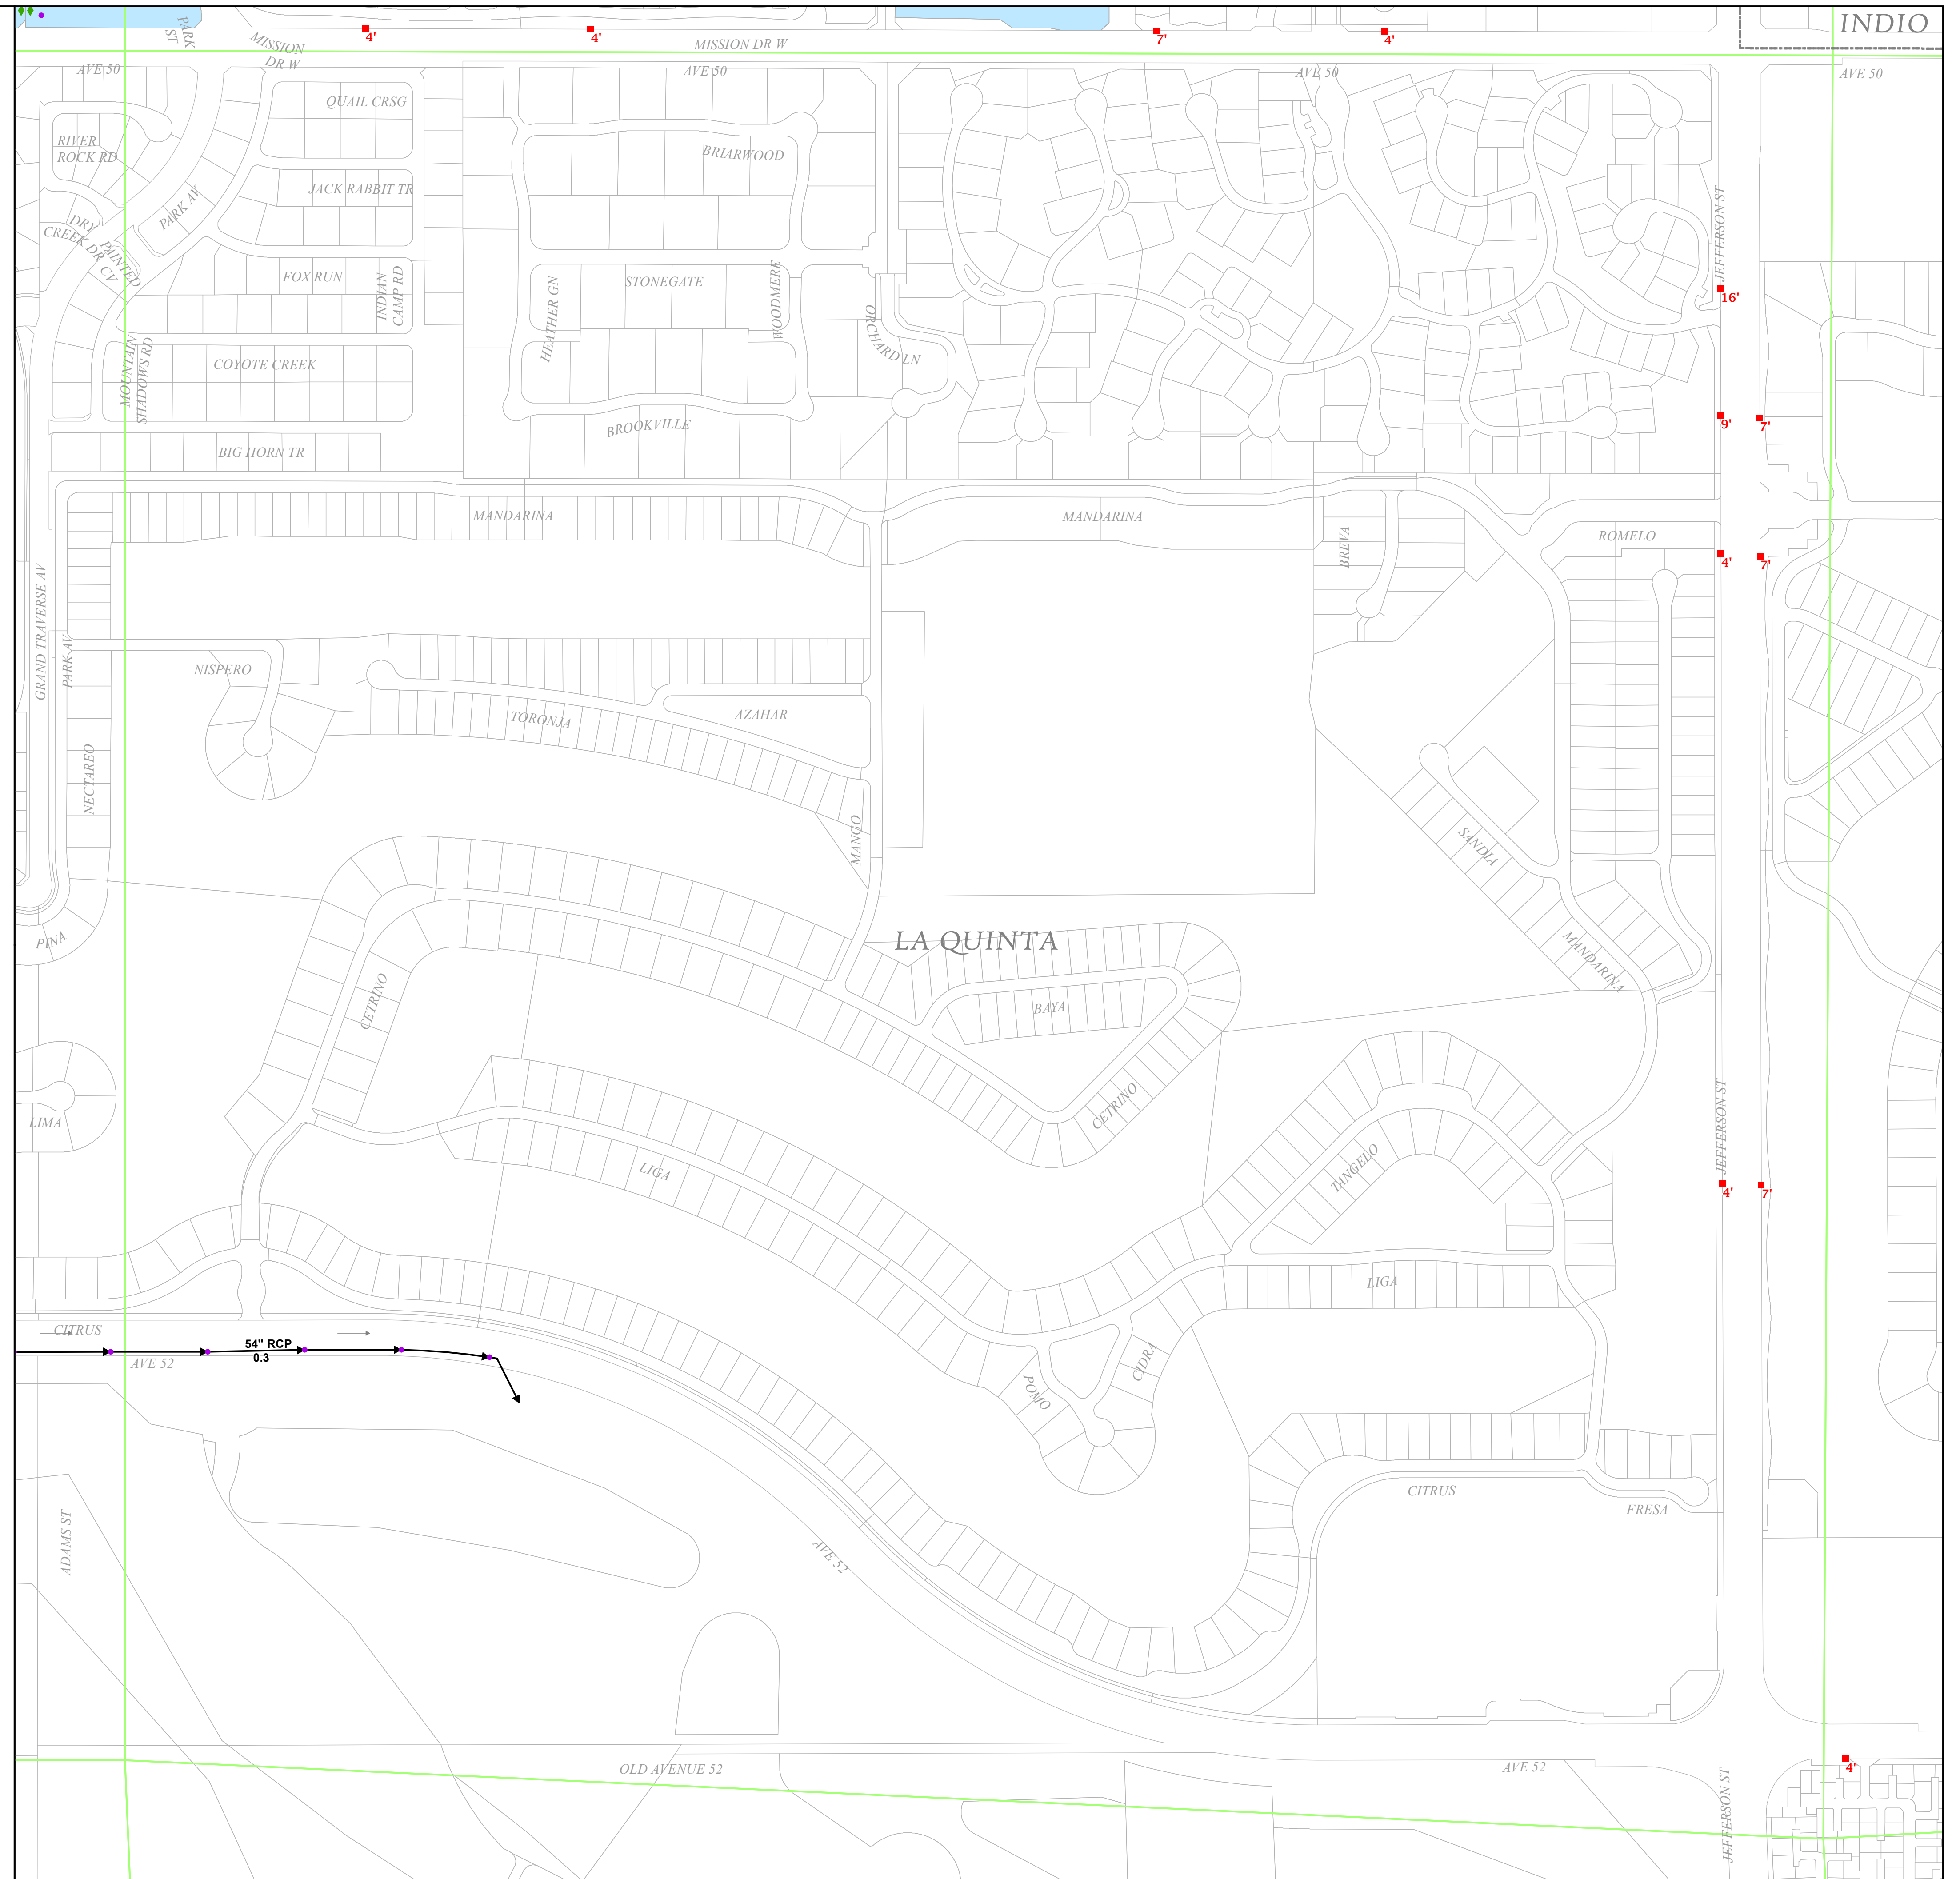 PARK
ST
INDIO
4'
4'
7'
4'
MISSION
DR W
MISSION DR W
AVE 50
AVE 50
AVE 50
AVE 50
QUAIL CRSG
RIVER
ROCK RD
BRIARWOOD
JACK RABBIT TR
PARK AV
DRY
CREEK DR
PAINTED
CV
JEFFERSON ST
FOX RUN
INDIAN
CAMP RD
HEATHER GN
STONEGATE
WOODMERE
16'
ORCHARD LN
MOUNTAIN
SHADOWS RD
COYOTE CREEK
9'
7'
BROOKVILLE
BIG HORN TR
MANDARINA
MANDARINA
BREVA
ROMELO
4'
7'
GRAND TRAVERSE AV
PARK AV
NISPERO
TORONJA
AZAHAR
NECTAREO
MANGO
SANDIA
PINA
LA QUINTA
MANDARINA
CETRINO
BAYA
CETRINO
LIMA
JEFFERSON ST
LIGA
TANGELO
4'
7'
LIGA
CITRUS
54" RCP
0.3
AVE 52
CIDRA
POMO
CITRUS
FRESA
ADAMS ST
AVE 52
OLD AVENUE 52
AVE 52
4'
JEFFERSON ST